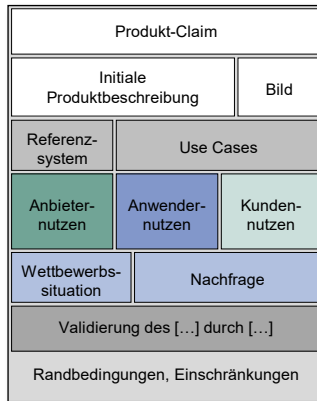 Produkt-Claim
Initiale
Produktbeschreibung
Bild
Referenz-
system
Use Cases
Anbieter-
nutzen
Anwender-
nutzen
Kunden-
nutzen
Wettbewerbs-
situation
Nachfrage
Validierung des […] durch […]
Randbedingungen, Einschränkungen